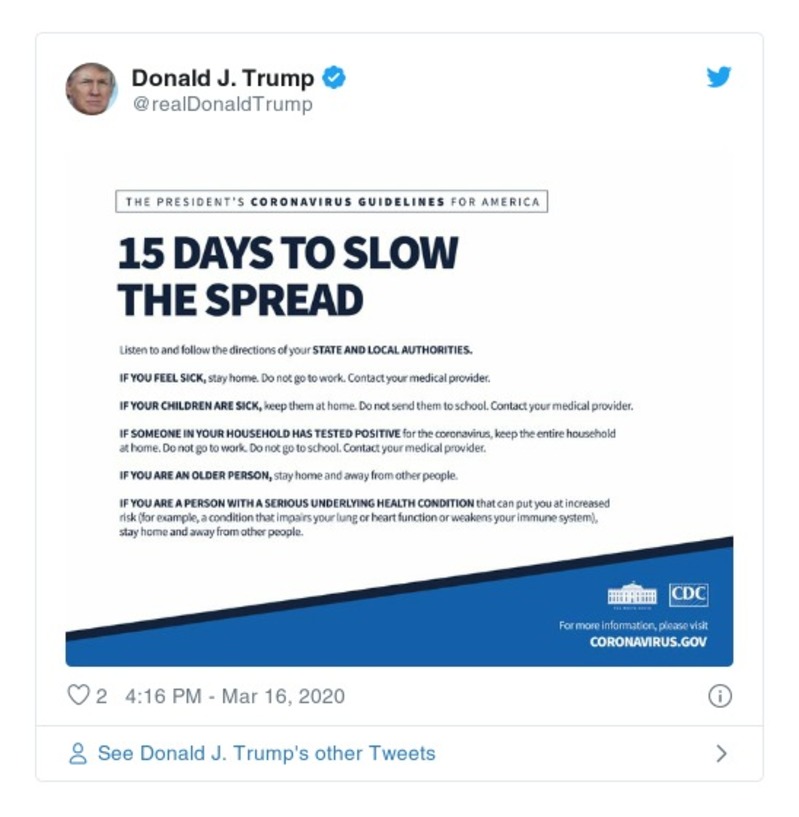 Donald J. Trump
@realDonaldTrump
THE PRESIDENT'S CORONAVIRUS GUIDELINES FOR AMERICA
15 DAYS TO SLOW
THE SPREAD
Listen to and follow the directions of your STATE AND LOCAL AUTHORITIES.
IF YOU FEEL SICK, stay home. Do not go to work. Contact your medical provider.
IF YOUR CHILDREN ARE SICK, keep them at home. Do not send them to school. Contact your medical provider.
IF SOMEONE IN YOUR HOUSEHOLD HAS TESTED POSITIVE for the coronavirus, keep the entire household
at home. Do not go to work. Do not go to school. Contact your medical provider.
IF YOU ARE AN OLDER PERSON, stay home and away from other people.
IF YOU ARE A PERSON WITH A SERIOUS UNDERLYING HEALTH CONDITION that can put you at increased
risk (for example, a condition that impairs your lung or heart function or weakens your immune system),
stay home and away from other people.
CDC
For more information, please visit
CORONAVIRUS.GOV
2 4:16 PM - Mar 16, 2020
See Donald J. Trump's other Tweets